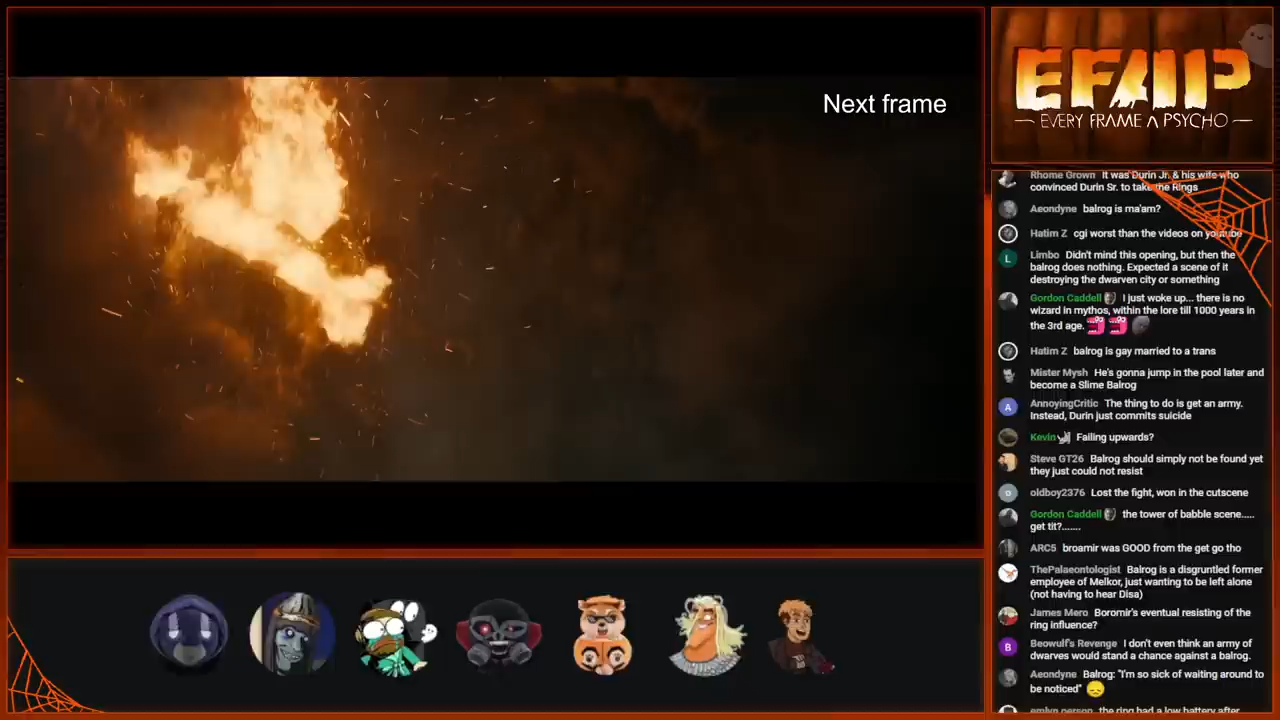 Next frame
EFAP
EVERY FRAME A PSYCHO
Rhome Grown It was Durin Jr. & his wife who
convinced Durin Sr. to take the Rings
Aeondyne balrog is ma'am?
Hatim Z cgi worst than the videos on youtube
L
Limbo Didn't mind this opening, but then the
balrog does nothing. Expected a scene of it
destroying the dwarven city or something
Gordon Caddell I just woke up... there is no
wizard in mythos, within the lore till 1000 years in
the 3rd age.
Hatim Z balrog is gay married to a trans
Mister Mysh He's gonna jump in the pool later and
become a Slime Balrog
A
AnnoyingCritic The thing to do is get an army.
Instead, Durin just commits suicide
Kevin Failing upwards?
Steve GT26 Balrog should simply not be found yet
they just could not resist
o
oldboy2376 Lost the fight, won in the cutscene
Gordon Caddell the tower of babble scene.....
get tit?.......
ARC5 broamir was GOOD from the get go tho
ThePalaeontologist Balrog is a disgruntled former
employee of Melkor, just wanting to be left alone
(not having to hear Disa)
James Mero Boromir's eventual resisting of the
ring influence?
B
Beowulf's Revenge I don't even think an army of
dwarves would stand a chance against a balrog.
Aeondyne Balrog: "I'm so sick of waiting around to
be noticed"
emlyn person the ring had a low battery after